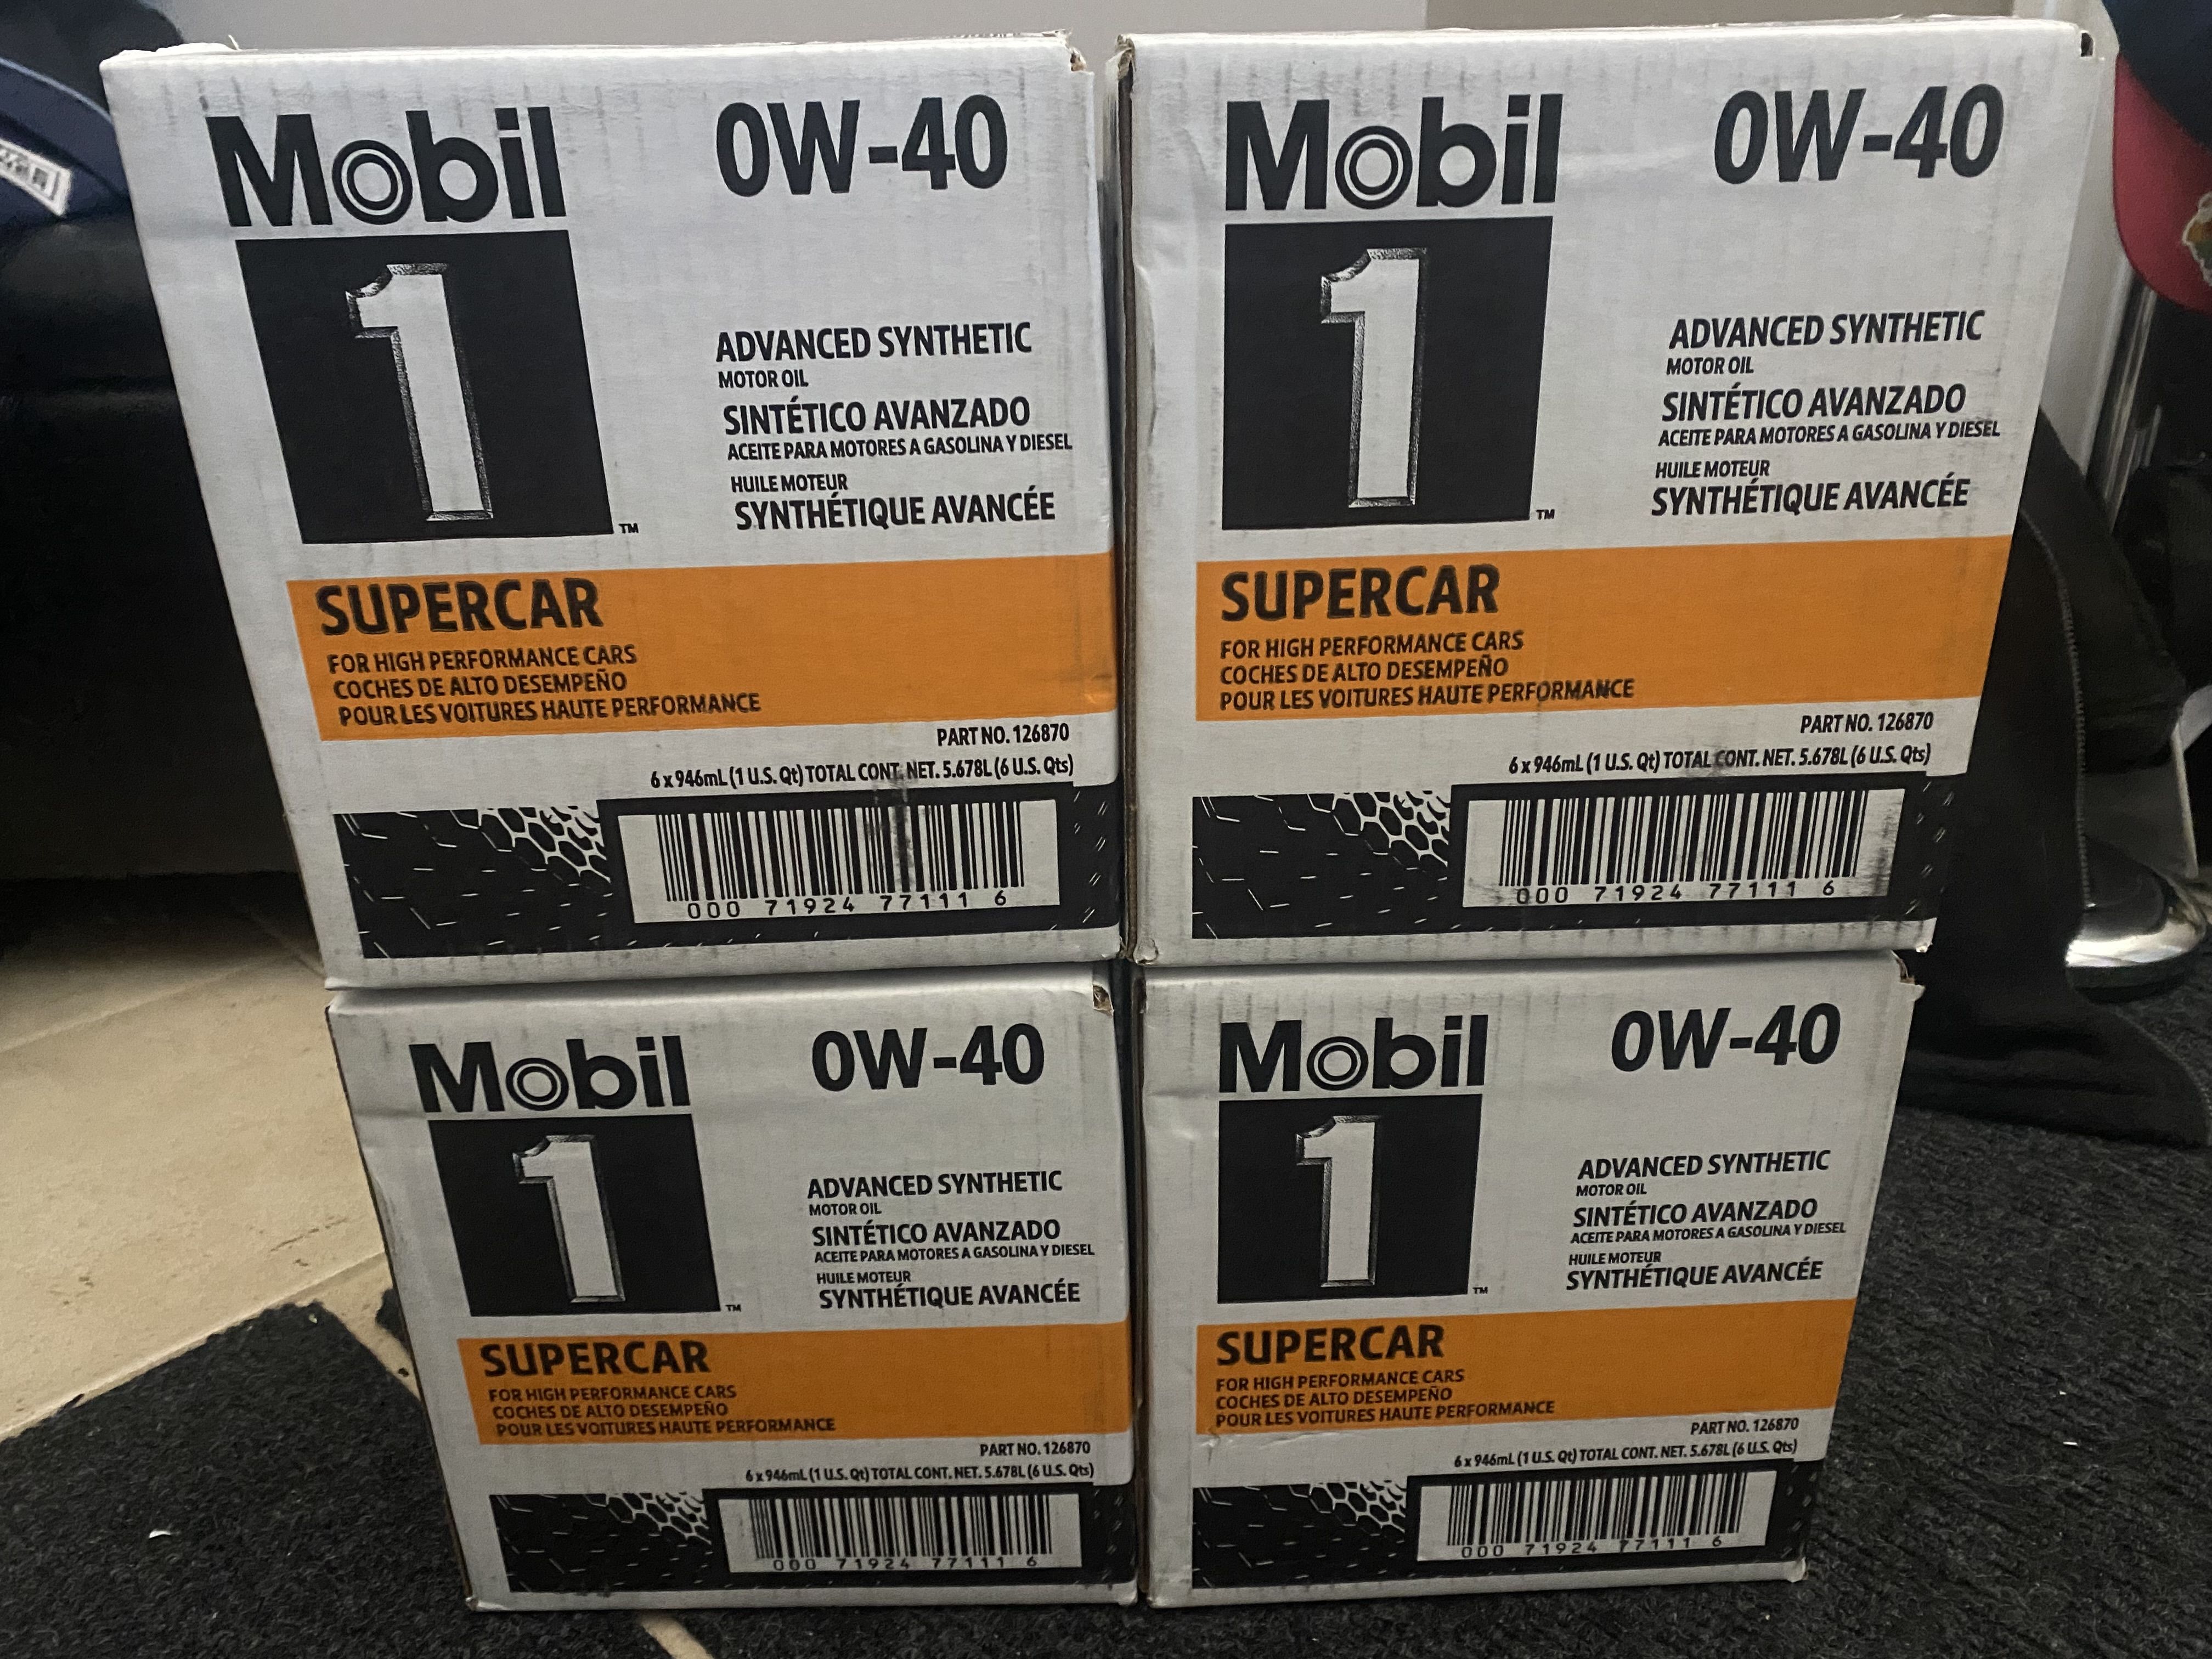 Mobil 0W-40
1
ADVANCED SYNTHETIC
MOTOR OIL
SINTÉTICO AVANZADO
ACEITE PARA MOTORES A GASOLINA Y DIESEL
HUILE MOTEUR
SYNTHÉTIQUE AVANCÉE
TM
SUPERCAR
FOR HIGH PERFORMANCE CARS
COCHES DE ALTO DESEMPEÑO
POUR LES VOITURES HAUTE PERFORMANCE
PART NO. 126870
6 x 946mL (1 U.S. Qt) TOTAL CONT. NET. 5.678L (6 U.S. Qts)
000 71924 77111 6
Mobil 0W-40
1
ADVANCED SYNTHETIC
MOTOR OIL
SINTÉTICO AVANZADO
ACEITE PARA MOTORES A GASOLINA Y DIESEL
HUILE MOTEUR
SYNTHÉTIQUE AVANCÉE
TM
SUPERCAR
FOR HIGH PERFORMANCE CARS
COCHES DE ALTO DESEMPEÑO
POUR LES VOITURES HAUTE PERFORMANCE
PART NO. 126870
6 x 946mL (1 U.S. Qt) TOTAL CONT. NET. 5.678L (6 U.S. Qts)
000 71924 77111 6
Mobil 0W-40
1
ADVANCED SYNTHETIC
MOTOR OIL
SINTÉTICO AVANZADO
ACEITE PARA MOTORES A GASOLINA Y DIESEL
HUILE MOTEUR
SYNTHÉTIQUE AVANCÉE
TM
SUPERCAR
FOR HIGH PERFORMANCE CARS
COCHES DE ALTO DESEMPEÑO
POUR LES VOITURES HAUTE PERFORMANCE
PART NO. 126870
6 x 946mL (1 U.S. Qt) TOTAL CONT. NET. 5.678L (6 U.S. Qts)
000 71924 77111 6
Mobil 0W-40
1
ADVANCED SYNTHETIC
MOTOR OIL
SINTÉTICO AVANZADO
ACEITE PARA MOTORES A GASOLINA Y DIESEL
HUILE MOTEUR
SYNTHÉTIQUE AVANCÉE
TM
SUPERCAR
FOR HIGH PERFORMANCE CARS
COCHES DE ALTO DESEMPEÑO
POUR LES VOITURES HAUTE PERFORMANCE
PART NO. 126870
6 x 946mL (1 U.S. Qt) TOTAL CONT. NET. 5.678L (6 U.S. Qts)
000 71924 77111 6